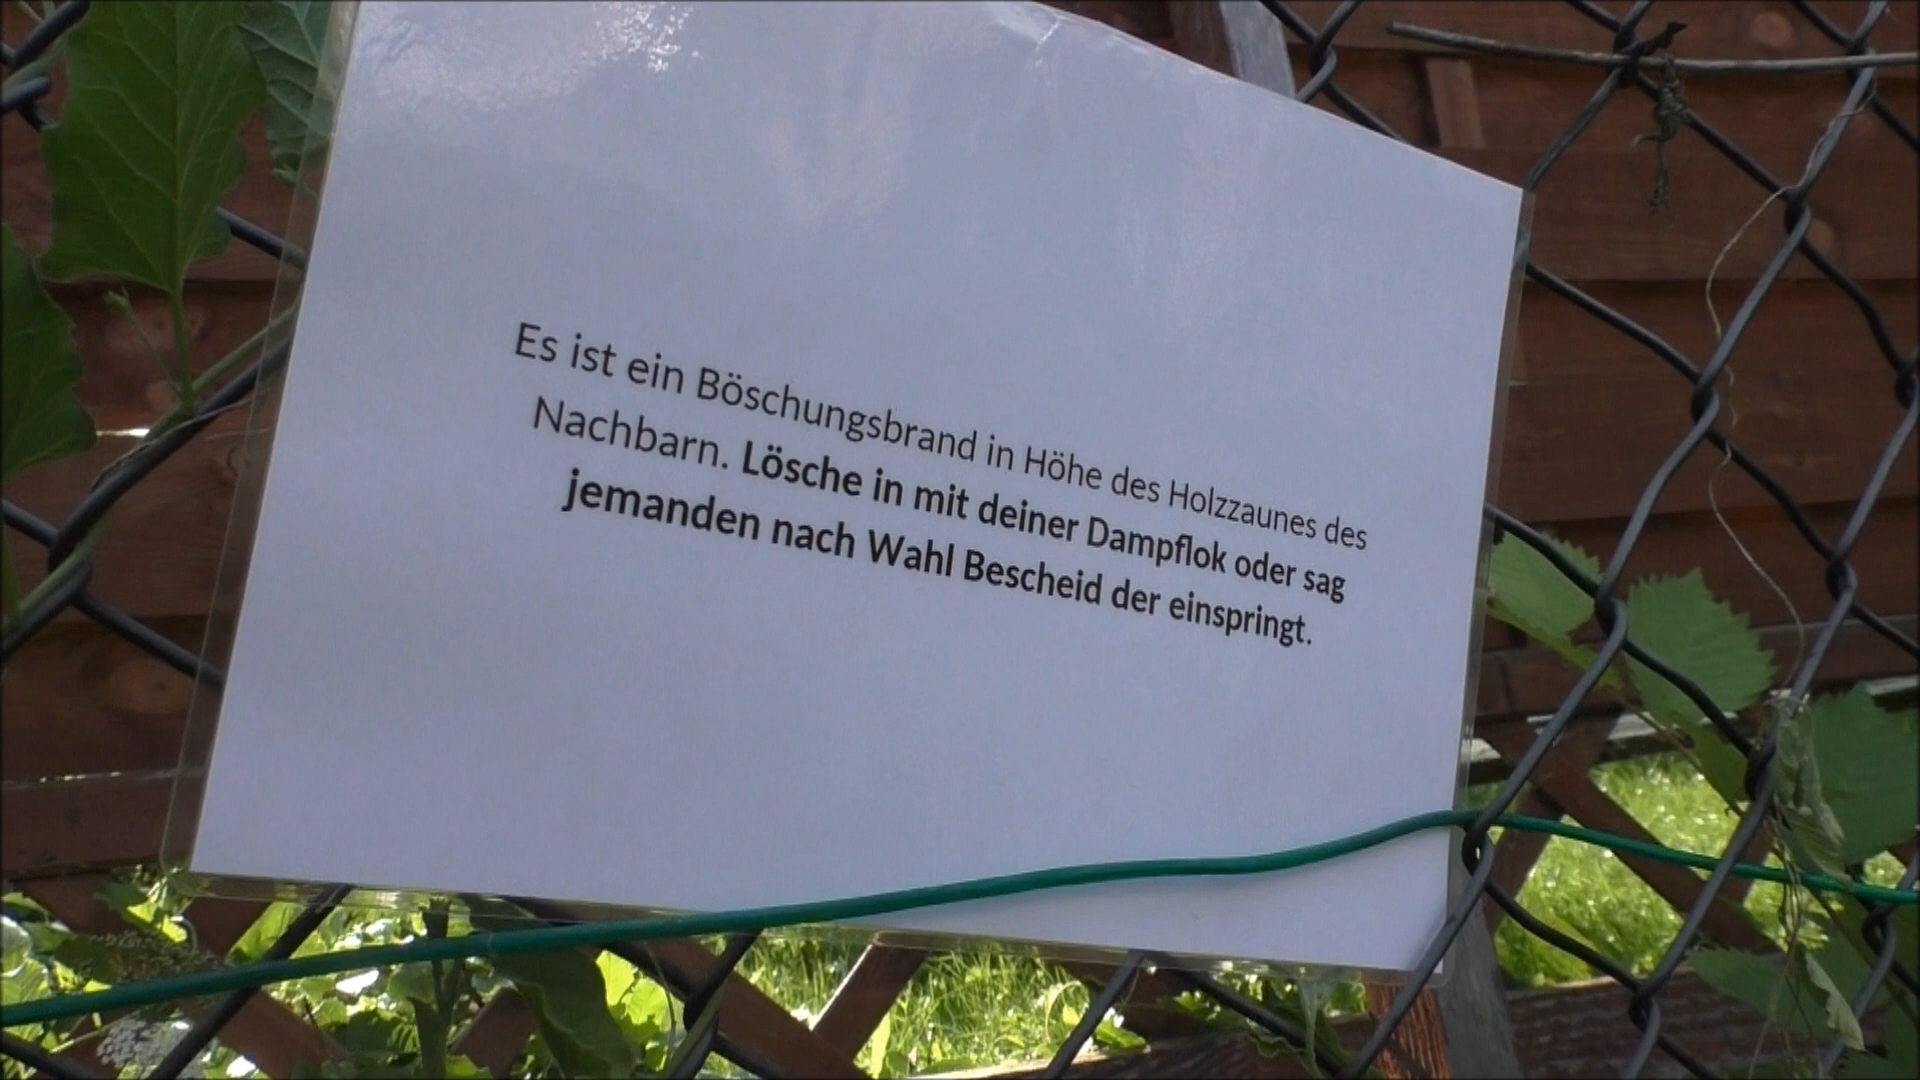 Es ist ein Böschungsbrand in Höhe des Holzzaunes des
Nachbarn. Lösche in mit deiner Dampflok oder sag
jemanden nach Wahl Bescheid der einspringt.